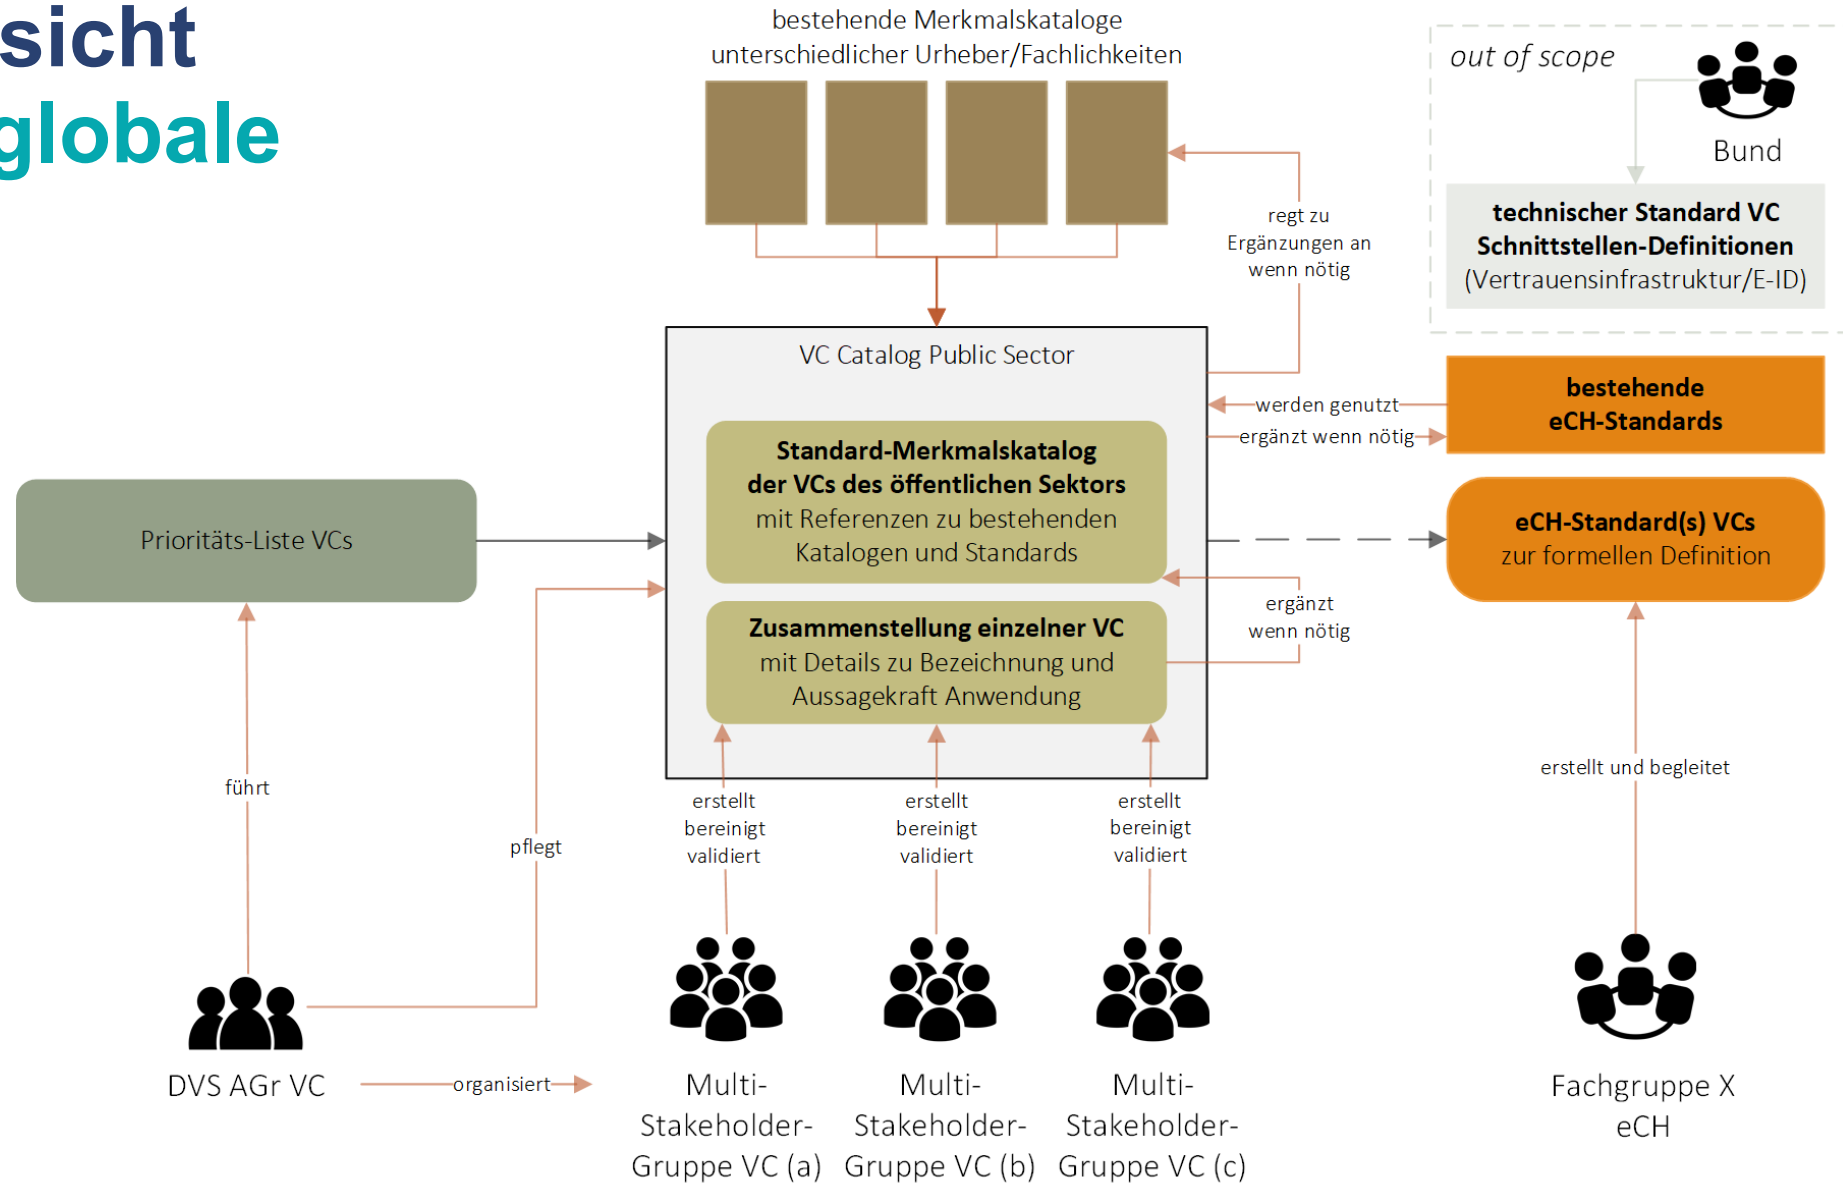 sicht
globale
bestehende Merkmalskataloge
unterschiedlicher Urheber/Fachlichkeiten
out of scope
Bund
technischer Standard VC
Schnittstellen-Definitionen
(Vertrauensinfrastruktur/E-ID)
regt zu
Ergänzungen an
wenn nötig
VC Catalog Public Sector
werden genutzt
ergänzt wenn nötig
bestehende
eCH-Standards
Standard-Merkmalskatalog
der VCs des öffentlichen Sektors
mit Referenzen zu bestehenden
Katalogen und Standards
Prioritäts-Liste VCs
eCH-Standard(s) VCs
zur formellen Definition
ergänzt
wenn nötig
Zusammenstellung einzelner VC
mit Details zu Bezeichnung und
Aussagekraft Anwendung
führt
pflegt
erstellt
bereinigt
validiert
erstellt
bereinigt
validiert
erstellt
bereinigt
validiert
erstellt und begleitet
DVS AGr VC
organisiert
Multi-
Stakeholder-
Gruppe VC (a)
Multi-
Stakeholder-
Gruppe VC (b)
Multi-
Stakeholder-
Gruppe VC (c)
Fachgruppe X
eCH